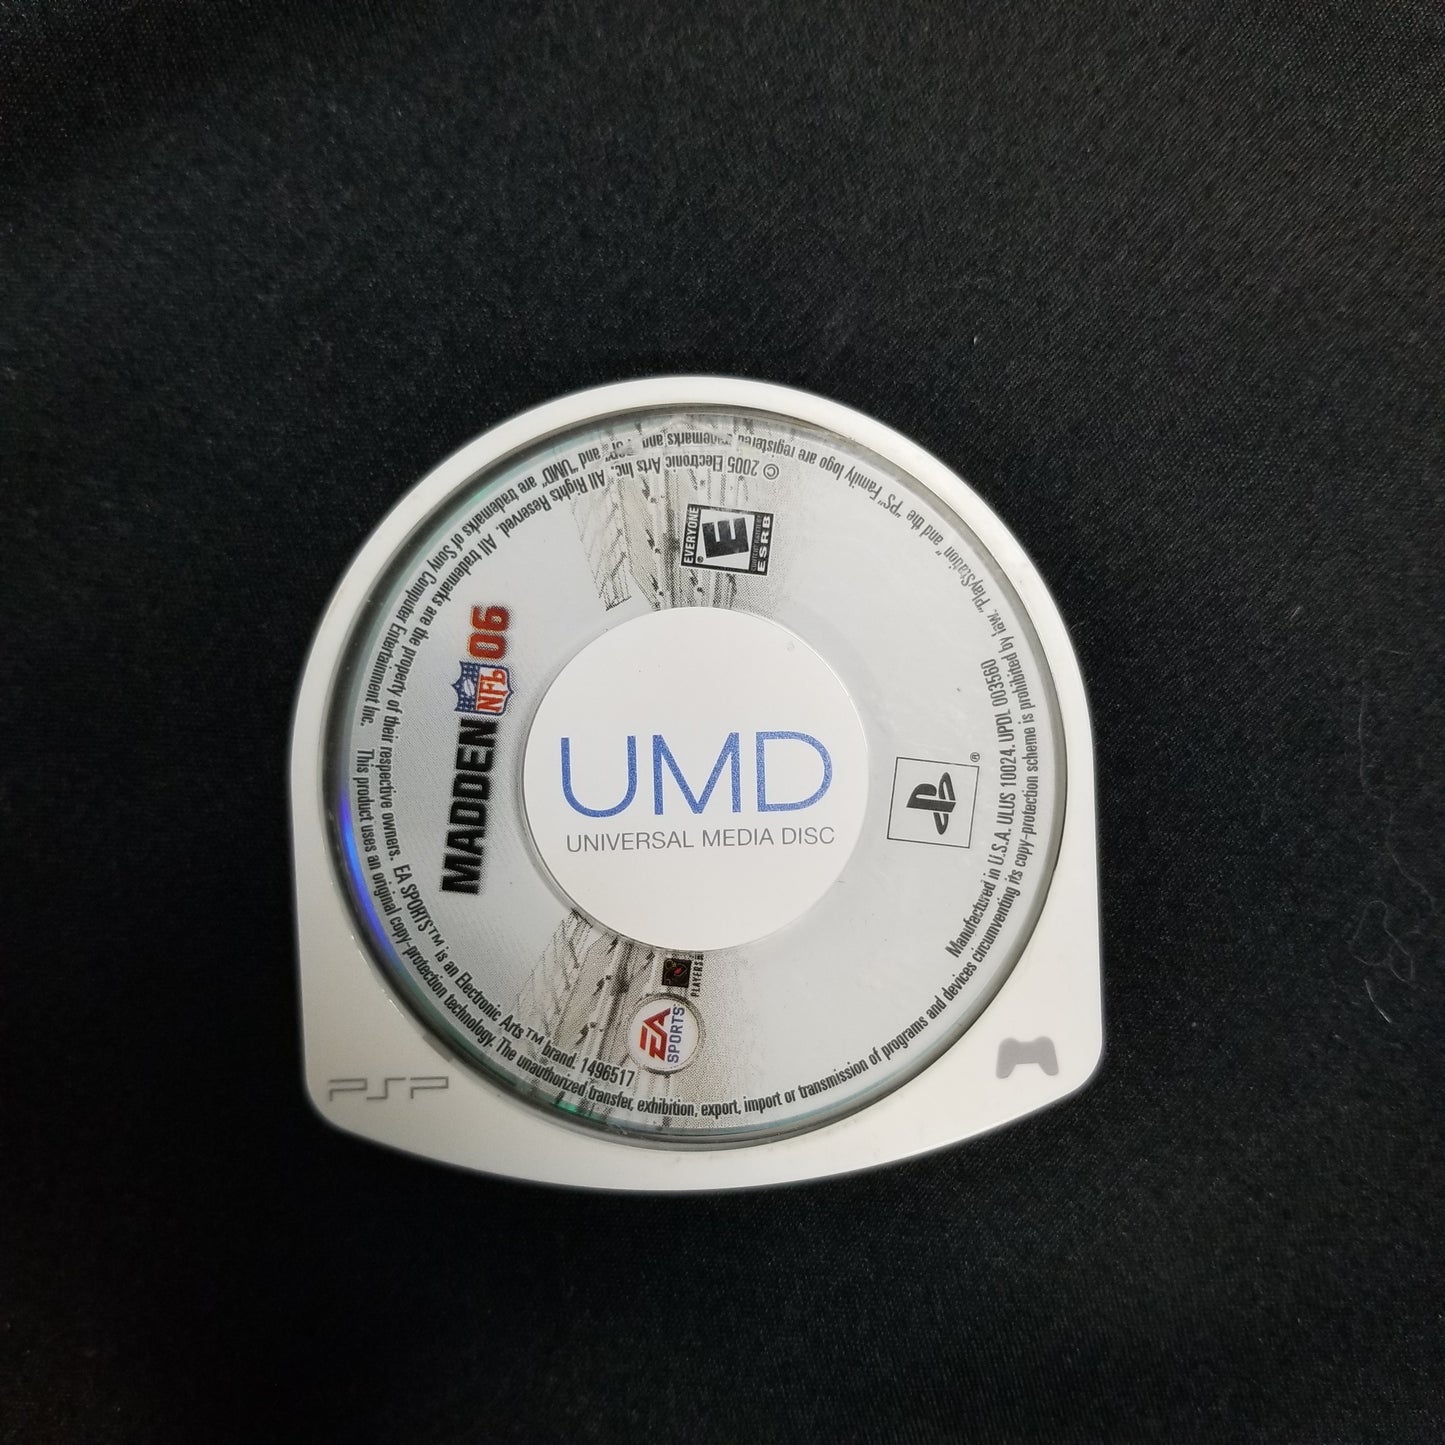 UMD
UNIVERSAL MEDIA DISC
MADDEN NFL 06
EVERYONE
E
ESRB
EA SPORTS
PLAYERS
PSP
®
© 2005 Electronic Arts Inc. All Rights Reserved. All trademarks are the property of their respective owners. EA SPORTS™ is an Electronic Arts™ brand. 1496517
Manufactured in U.S.A. ULUS 10024. UPDL 003560
"PlayStation" and the "PS" Family logo are registered trademarks and "PSP" and "UMD" are trademarks of Sony Computer Entertainment Inc. This product uses an original copy-protection technology. The unauthorized transfer, exhibition, export, import or transmission of programs and devices circumventing its copy-protection scheme is prohibited by law.